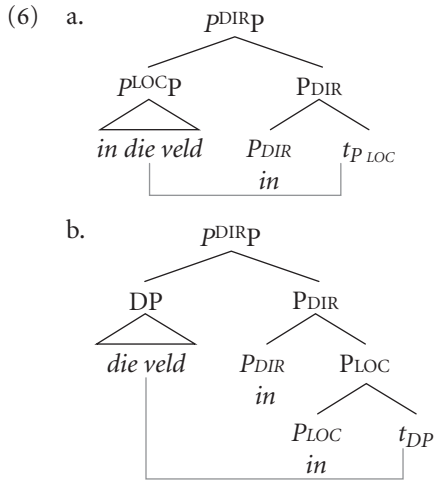 (6) a. PDIRP
PLOCP PDIR
in die veld PDIR tP LOC
in
b. PDIRP
DP PDIR
die veld PDIR PLOC
in
PLOC tDP
in